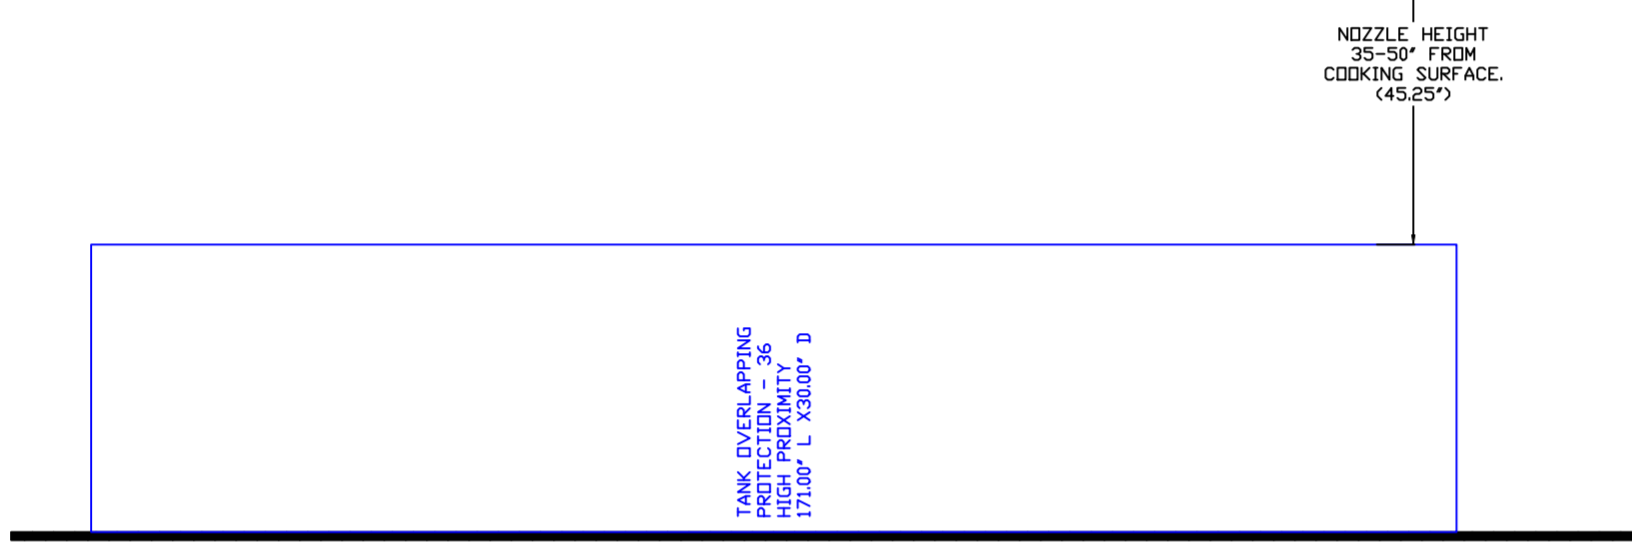 NOZZLE HEIGHT
35-50" FROM
COOKING SURFACE.
(45.25")
TANK OVERLAPPING
PROTECTION - 36
HIGH PROXIMITY
171.00" L X30.00" D